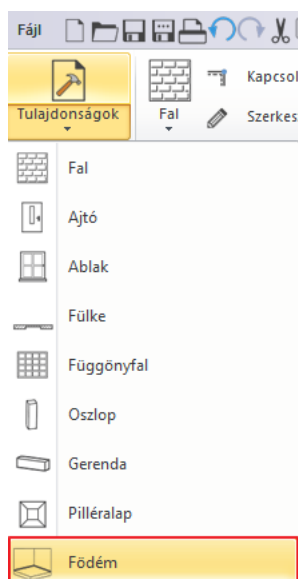 Fájl
Tulajdonságok
Fal
Kapcsol
Szerkes
Fal
Ajtó
Ablak
Fülke
Függönyfal
Oszlop
Gerenda
Pilléralap
Födém